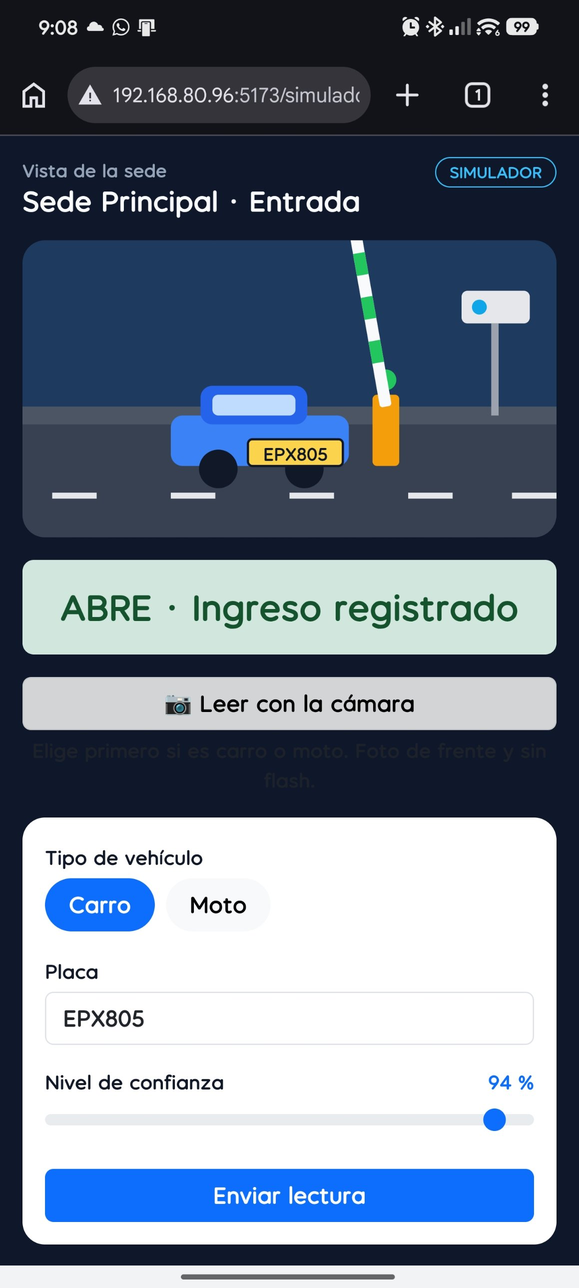 9:08
99
192.168.80.96:5173/simulado
1
Vista de la sede
SIMULADOR
Sede Principal · Entrada
EPX805
ABRE · Ingreso registrado
Leer con la cámara
Elige primero si es carro o moto. Foto de frente y sin
flash.
Tipo de vehículo
Carro
Moto
Placa
EPX805
Nivel de confianza
94 %
Enviar lectura